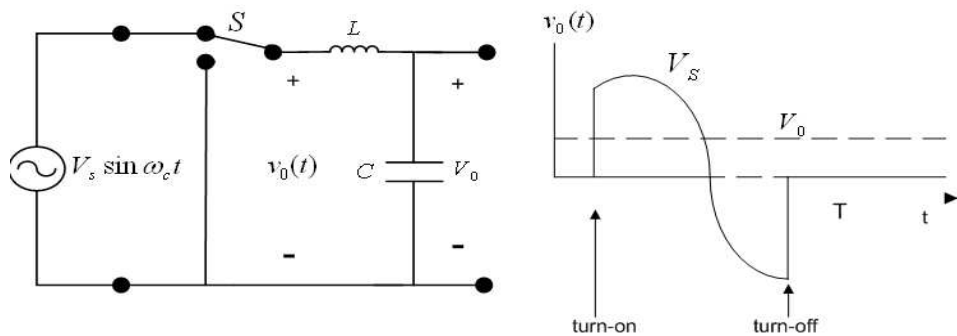 S
L
+
+
V_s sin ω_c t
v_0(t)
C
V_0
-
-
v_0(t)
V_S
V_0
T
t
turn-on
turn-off